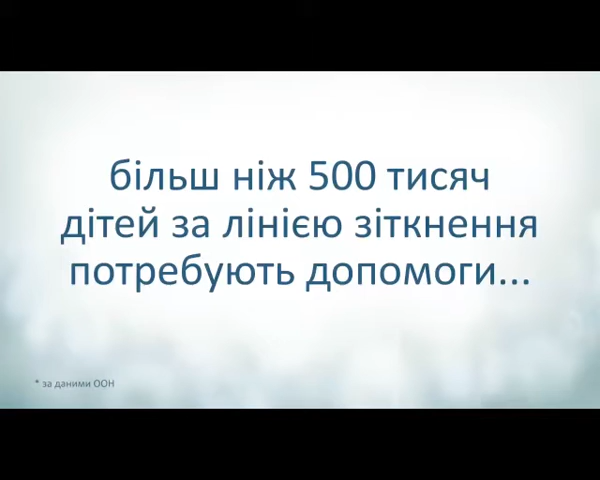 більш ніж 500 тисяч
дітей за лінією зіткнення
потребують допомоги...
* за даними ООН